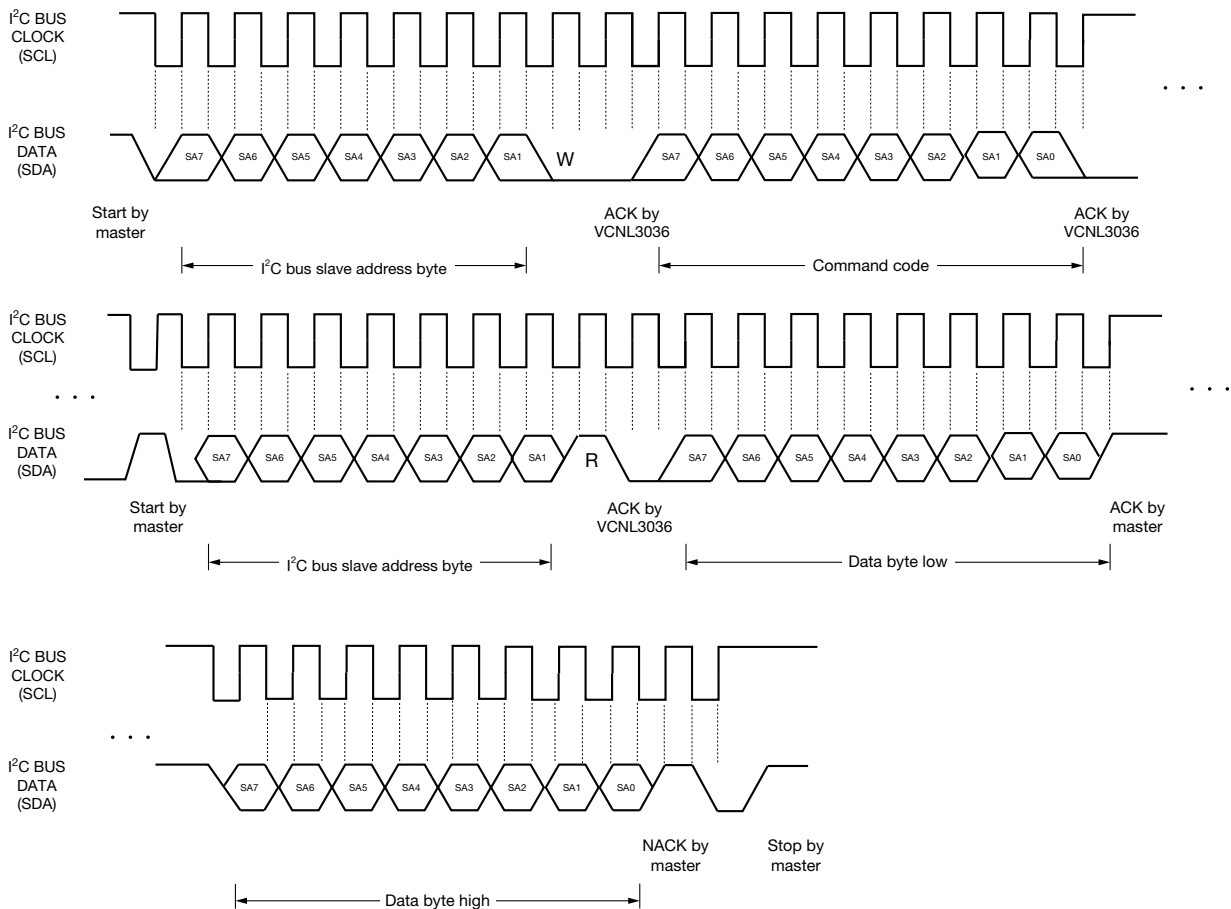 I²C BUS
CLOCK
(SCL)
. . .
I²C BUS
DATA
(SDA)
SA7 SA6 SA5 SA4 SA3 SA2 SA1 W SA7 SA6 SA5 SA4 SA3 SA2 SA1 SA0
Start by
master
ACK by
VCNL3036
ACK by
VCNL3036
I²C bus slave address byte
Command code
I²C BUS
CLOCK
(SCL)
. . .
. . .
I²C BUS
DATA
(SDA)
SA7 SA6 SA5 SA4 SA3 SA2 SA1 R SA7 SA6 SA5 SA4 SA3 SA2 SA1 SA0
Start by
master
ACK by
VCNL3036
ACK by
master
I²C bus slave address byte
Data byte low
I²C BUS
CLOCK
(SCL)
. . .
I²C BUS
DATA
(SDA)
SA7 SA6 SA5 SA4 SA3 SA2 SA1 SA0
NACK by
master
Stop by
master
Data byte high